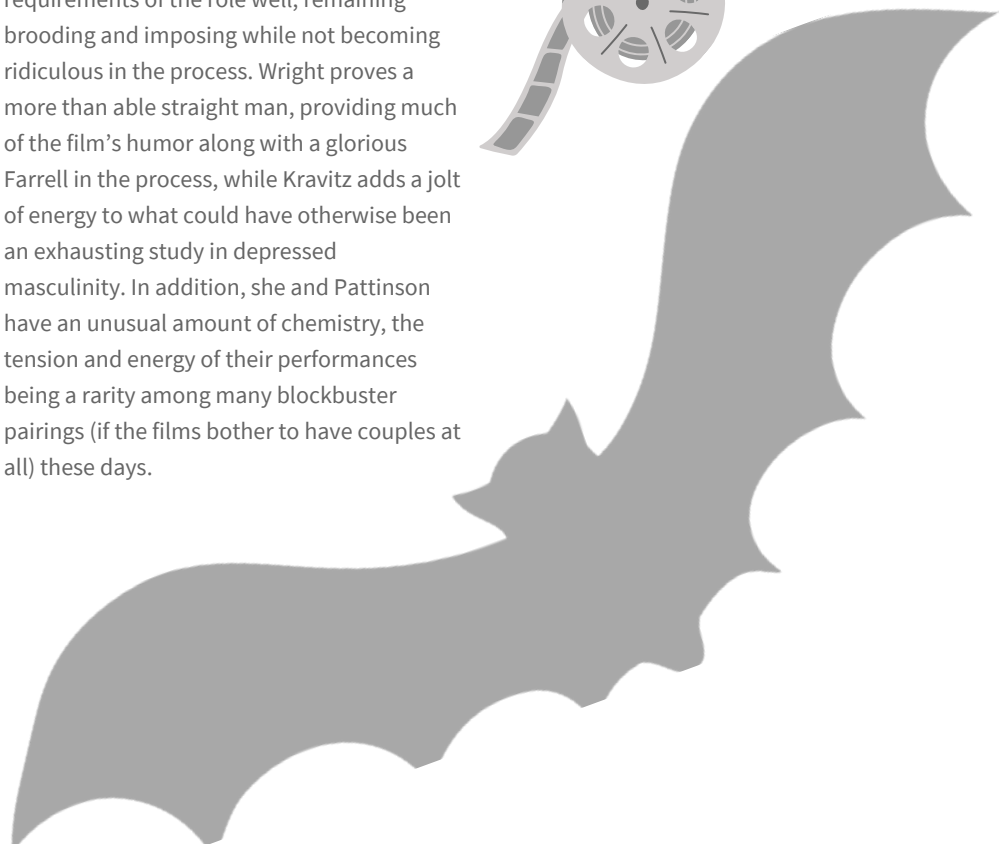 requirements of the role well, remaining
brooding and imposing while not becoming
ridiculous in the process. Wright proves a
more than able straight man, providing much
of the film’s humor along with a glorious
Farrell in the process, while Kravitz adds a jolt
of energy to what could have otherwise been
an exhausting study in depressed
masculinity. In addition, she and Pattinson
have an unusual amount of chemistry, the
tension and energy of their performances
being a rarity among many blockbuster
pairings (if the films bother to have couples at
all) these days.